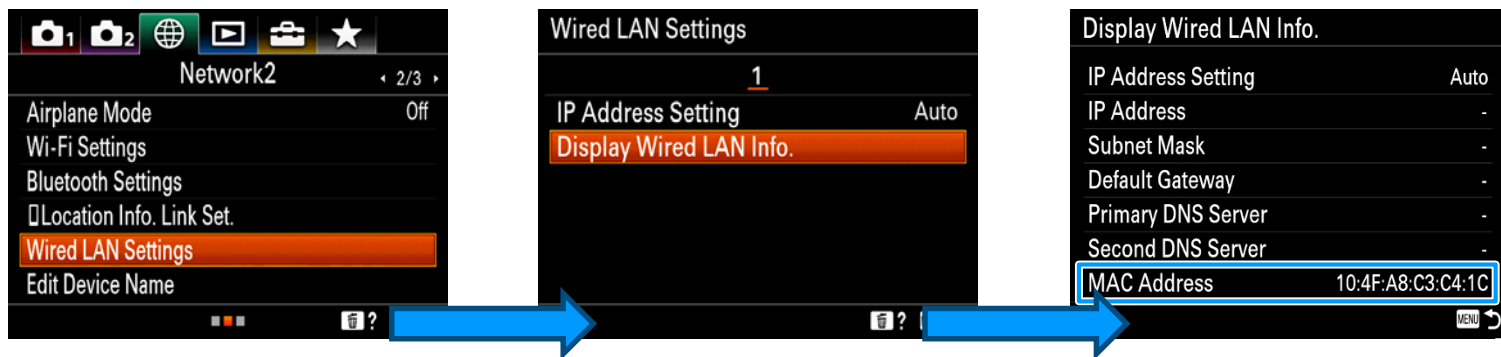 1 2
Network2 2/3
Airplane Mode Off
Wi-Fi Settings
Bluetooth Settings
Location Info. Link Set.
Wired LAN Settings
Edit Device Name
?
Wired LAN Settings
1
IP Address Setting Auto
Display Wired LAN Info.
?
Display Wired LAN Info.
IP Address Setting Auto
IP Address -
Subnet Mask -
Default Gateway -
Primary DNS Server -
Second DNS Server -
MAC Address 10:4F:A8:C3:C4:1C
MENU